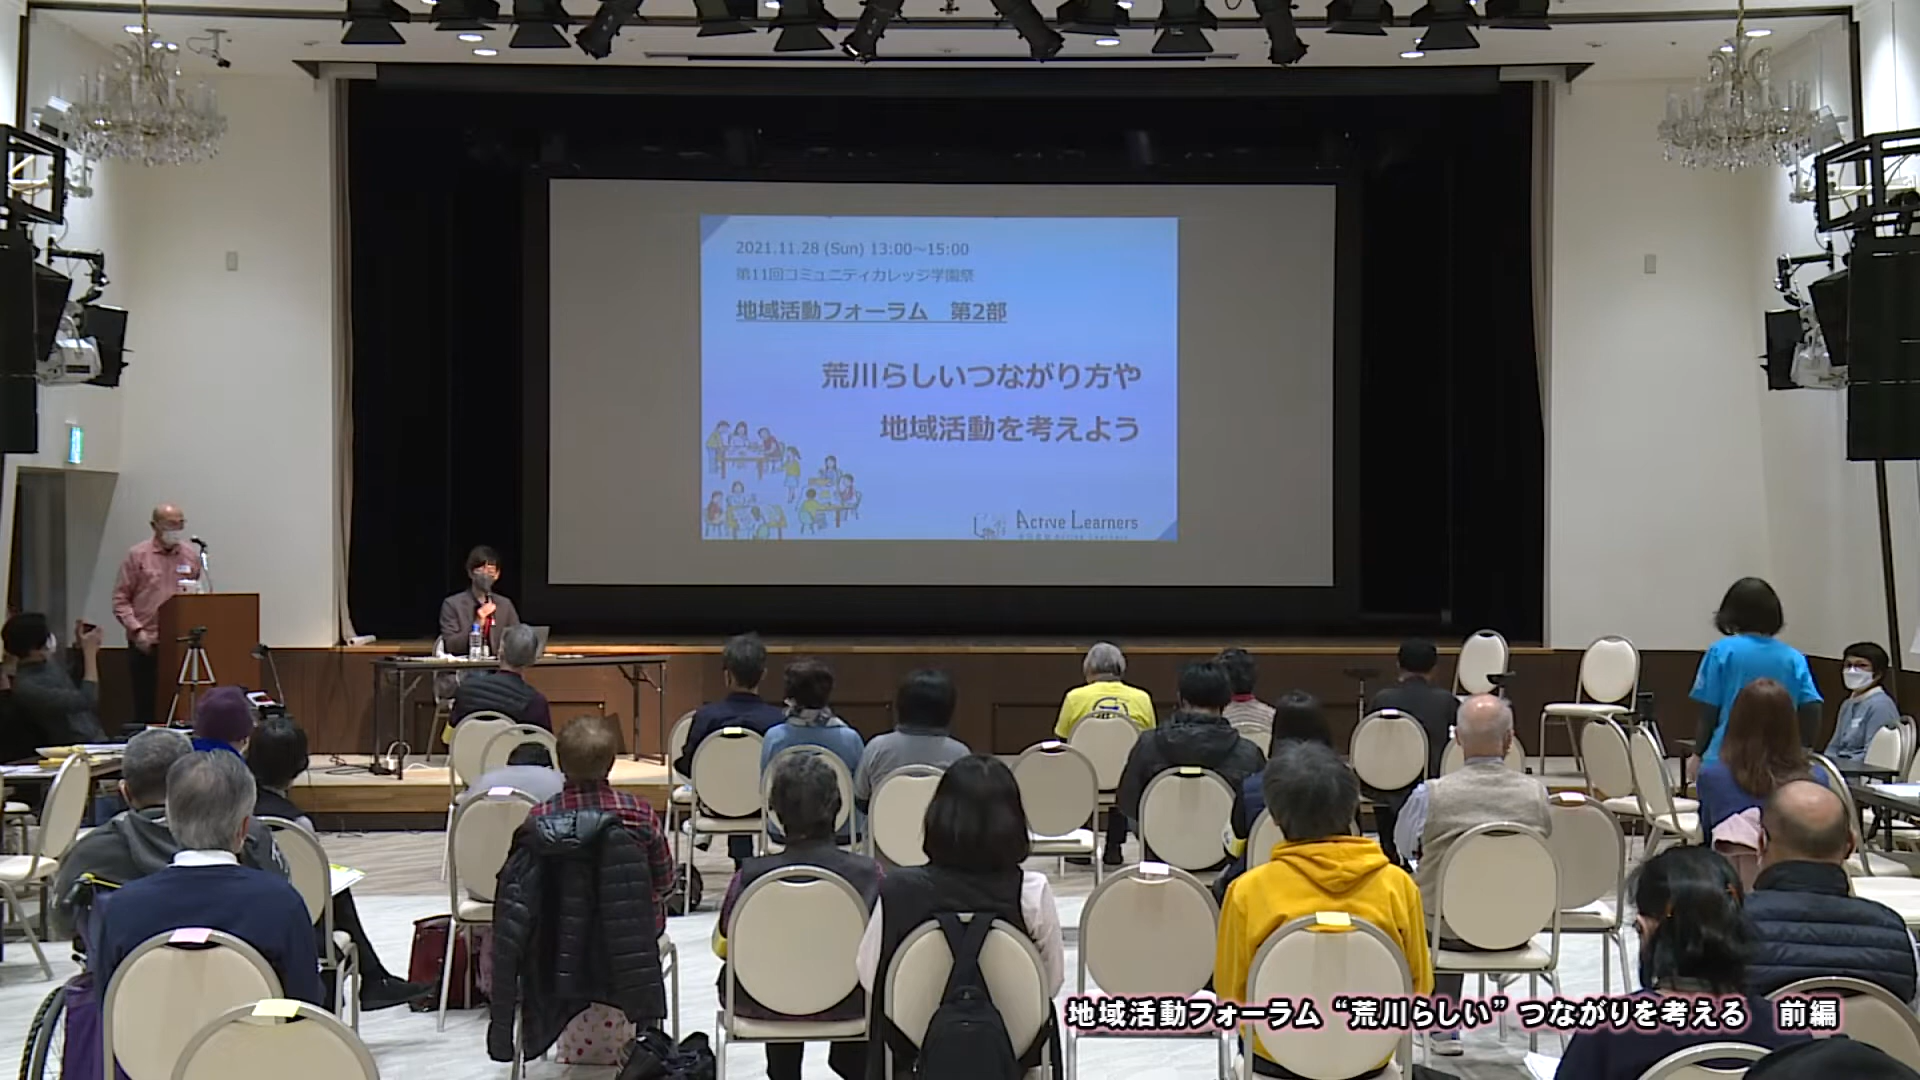 2021.11.28 (Sun) 13:00～15:00
第11回コミュニティカレッジ学園祭
地域活動フォーラム　第2部
荒川らしいつながり方や
地域活動を考えよう
Active Learners
地域活動フォーラム “荒川らしい” つながりを考える　前編